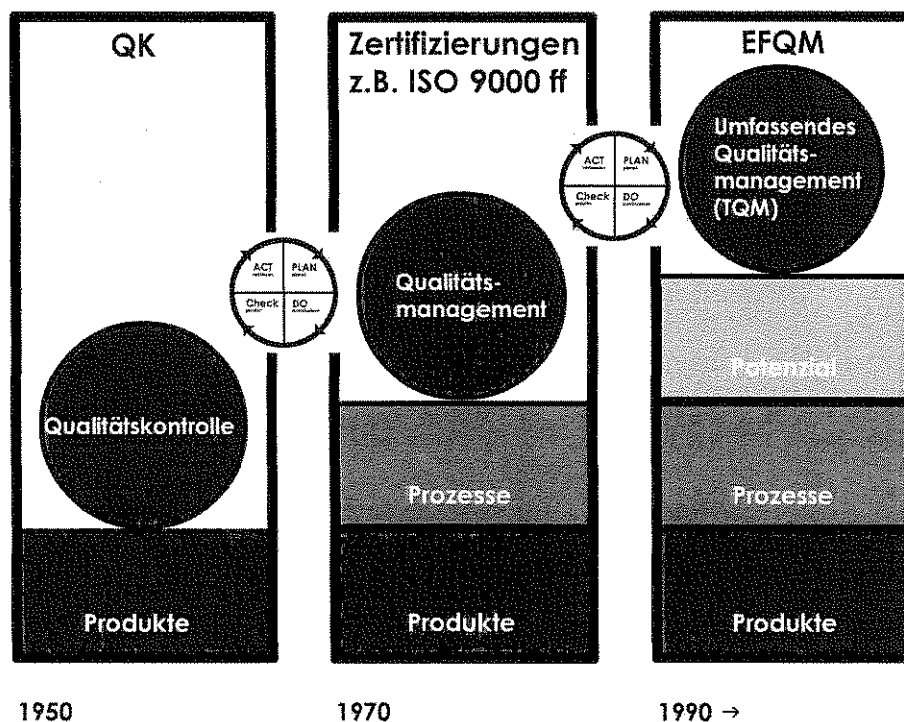 QK
Qualitätskontrolle
Produkte
1950
ACT
PLAN
Check
DO
Zertifizierungen
z.B. ISO 9000 ff
Qualitäts-
management
Prozesse
Produkte
1970
ACT
PLAN
Check
DO
EFQM
Umfassendes
Qualitäts-
management
(TQM)
Potenzial
Prozesse
Produkte
1990 →